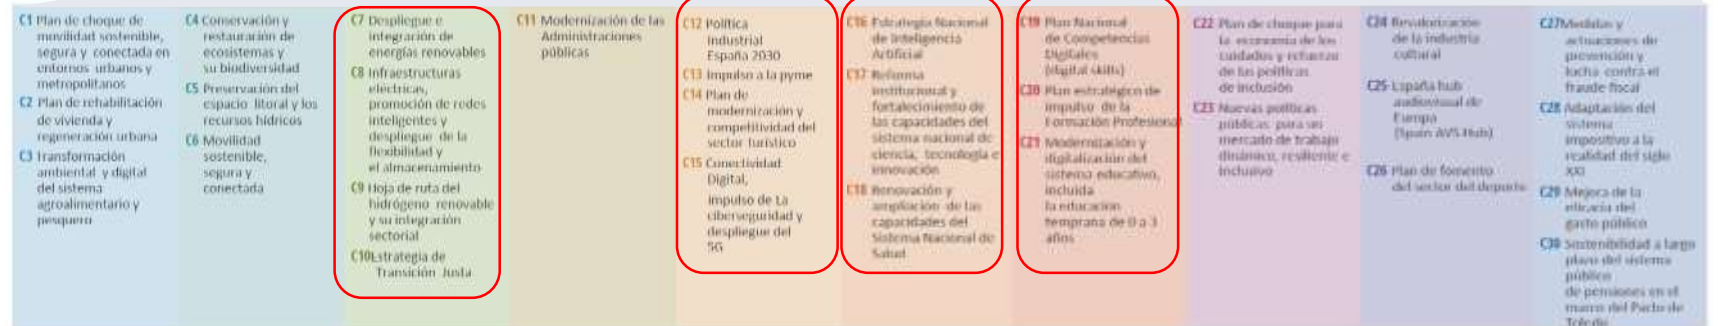 C1 Plan de choque de
movilidad sostenible,
segura y conectada en
entornos urbanos y
metropolitanos
C2 Plan de rehabilitación
de vivienda y
regeneración urbana
C3 Transformación
ambiental y digital
del sistema
agroalimentario y
pesquero
C4 Conservación y
restauración de
ecosistemas y
su biodiversidad
C5 Preservación del
espacio litoral y los
recursos hídricos
C6 Movilidad
sostenible,
segura y
conectada
C7 Despliegue e
integración de
energías renovables
C8 Infraestructuras
eléctricas,
promoción de redes
inteligentes y
despliegue de la
flexibilidad y
el almacenamiento
C9 Hoja de ruta del
hidrógeno renovable
y su integración
sectorial
C10Estrategia de
Transición Justa
C11 Modernización de las
Administraciones
públicas
C12 Política
Industrial
España 2030
C13 Impulso a la pyme
C14 Plan de
modernización y
competitividad del
sector turístico
C15 Conectividad
Digital,
impulso de La
ciberseguridad y
despliegue del
5G
C16 Estrategia Nacional
de Inteligencia
Artificial
C17 Reforma
institucional y
fortalecimiento de
las capacidades del
sistema nacional de
ciencia, tecnología e
innovación
C18 Renovación y
ampliación de las
capacidades del
Sistema Nacional de
Salud
C19 Plan Nacional
de Competencias
Digitales
(digital skills)
C20 Plan estratégico de
impulso de la
Formación Profesional
C21 Modernización y
digitalización del
sistema educativo,
incluida
la educación
temprana de 0 a 3
años
C22 Plan de choque para
la economía de los
cuidados y refuerzo
de las políticas
de inclusión
C23 Nuevas políticas
públicas para un
mercado de trabajo
dinámico, resiliente e
inclusivo
C24 Revalorización
de la industria
cultural
C25 España hub
audiovisual de
Europa
(Spain AVS Hub)
C26 Plan de fomento
del sector del deporte
C27Medidas y
actuaciones de
prevención y
lucha contra el
fraude fiscal
C28 Adaptación del
sistema
impositivo a la
realidad del siglo
XXI
C29 Mejora de la
eficacia del
gasto público
C30 Sostenibilidad a largo
plazo del sistema
público
de pensiones en el
marco del Pacto de
Toledo